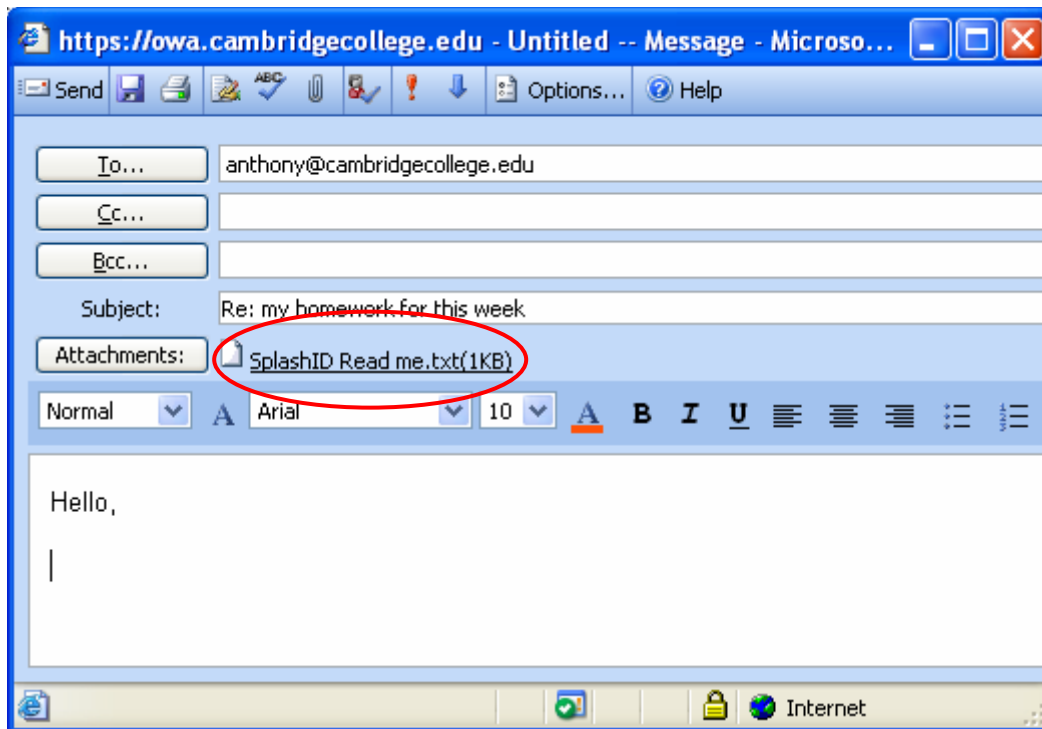 https://owa.cambridgecollege.edu - Untitled -- Message - Microso...
Send ABC Options... Help
To... anthony@cambridgecollege.edu
Cc...
Bcc...
Subject: Re: my homework for this week
Attachments: SplashID Read me.txt(1KB)
Normal A Arial 10 A B I U
Hello,
Internet